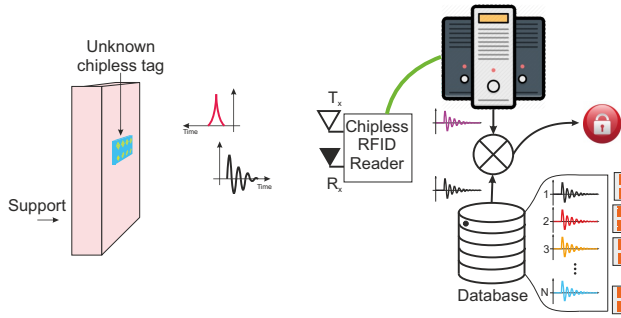 Unknown
chipless tag
Support
Time
Time
Tx
Chipless
RFID
Reader
Rx
Database
1
2
3
N